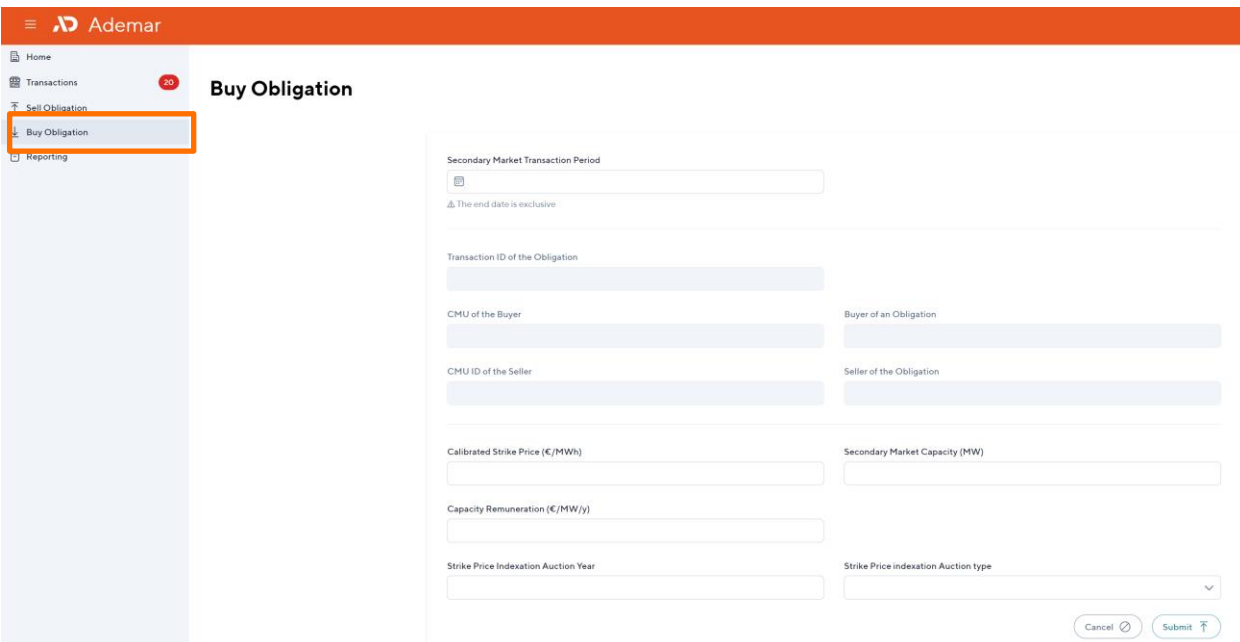 Ademar
Home
Transactions 20
Sell Obligation
Buy Obligation
Reporting
Buy Obligation
Secondary Market Transaction Period
The end date is exclusive
Transaction ID of the Obligation
CMU of the Buyer
Buyer of an Obligation
CMU ID of the Seller
Seller of the Obligation
Calibrated Strike Price (€/MWh)
Secondary Market Capacity (MW)
Capacity Remuneration (€/MW/y)
Strike Price Indexation Auction Year
Strike Price indexation Auction type
Cancel
Submit